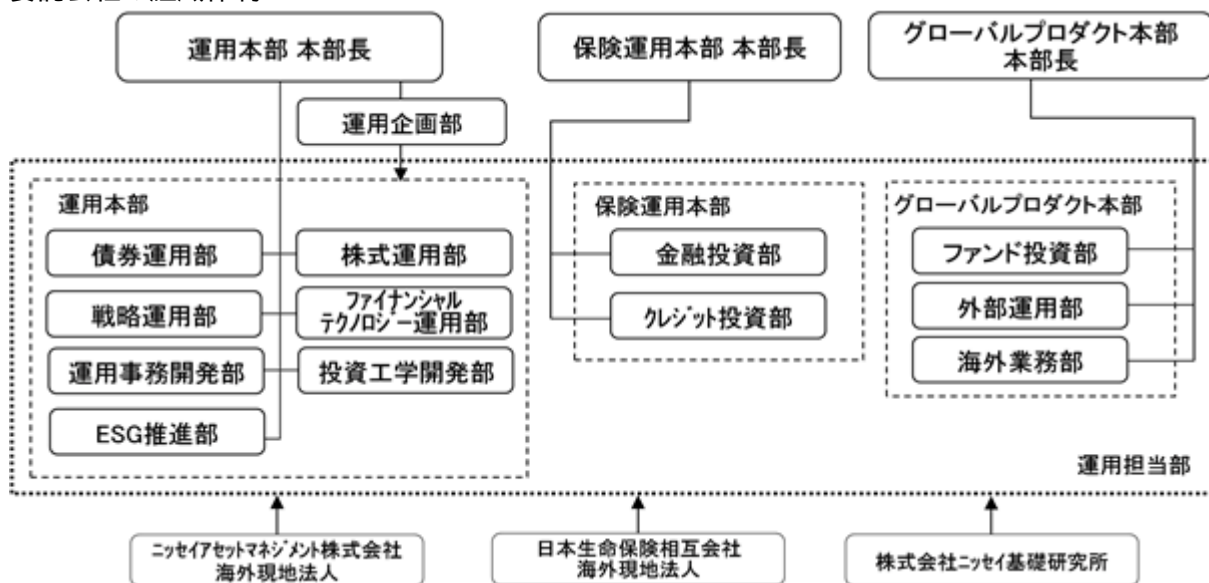 運用本部 本部長
保険運用本部 本部長
グローバルプロダクト本部
本部長
運用企画部
運用本部
債券運用部
株式運用部
戦略運用部
ファイナンシャル
テクノロジー運用部
運用事務開発部
投資工学開発部
ESG推進部
保険運用本部
金融投資部
クレジット投資部
グローバルプロダクト本部
ファンド投資部
外部運用部
海外業務部
運用担当部
ニッセイアセットマネジメント株式会社
海外現地法人
日本生命保険相互会社
海外現地法人
株式会社ニッセイ基礎研究所